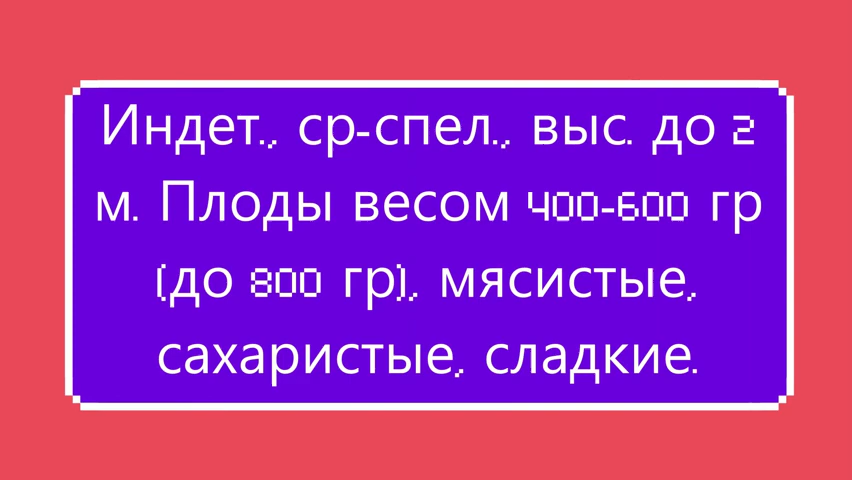 Индет., ср-спел., выс. до 2
м. Плоды весом 400-600 гр
(до 800 гр), мясистые,
сахаристые, сладкие.